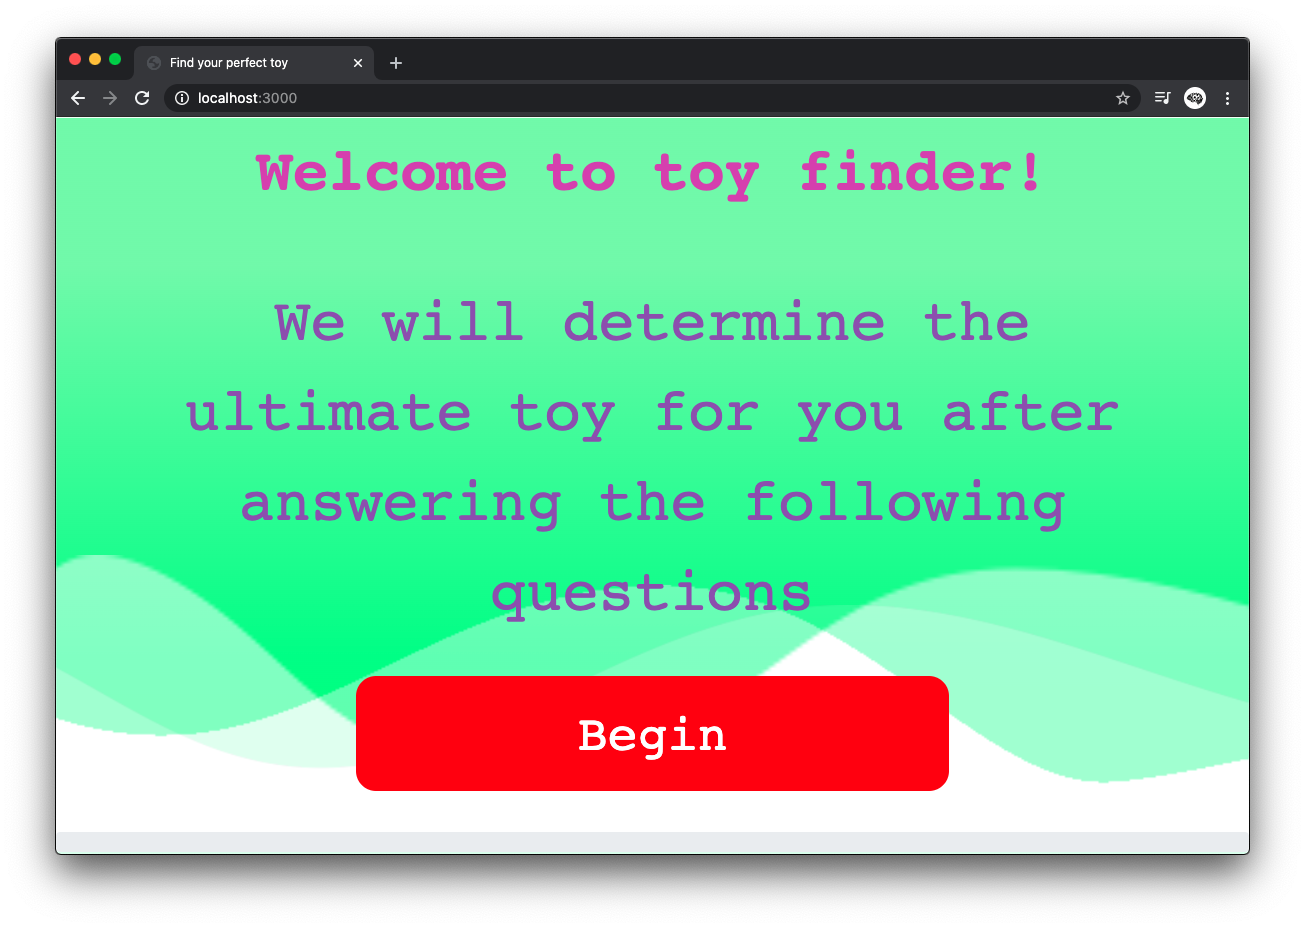 Find your perfect toy
localhost:3000
Welcome to toy finder!
We will determine the
ultimate toy for you after
answering the following
questions
Begin